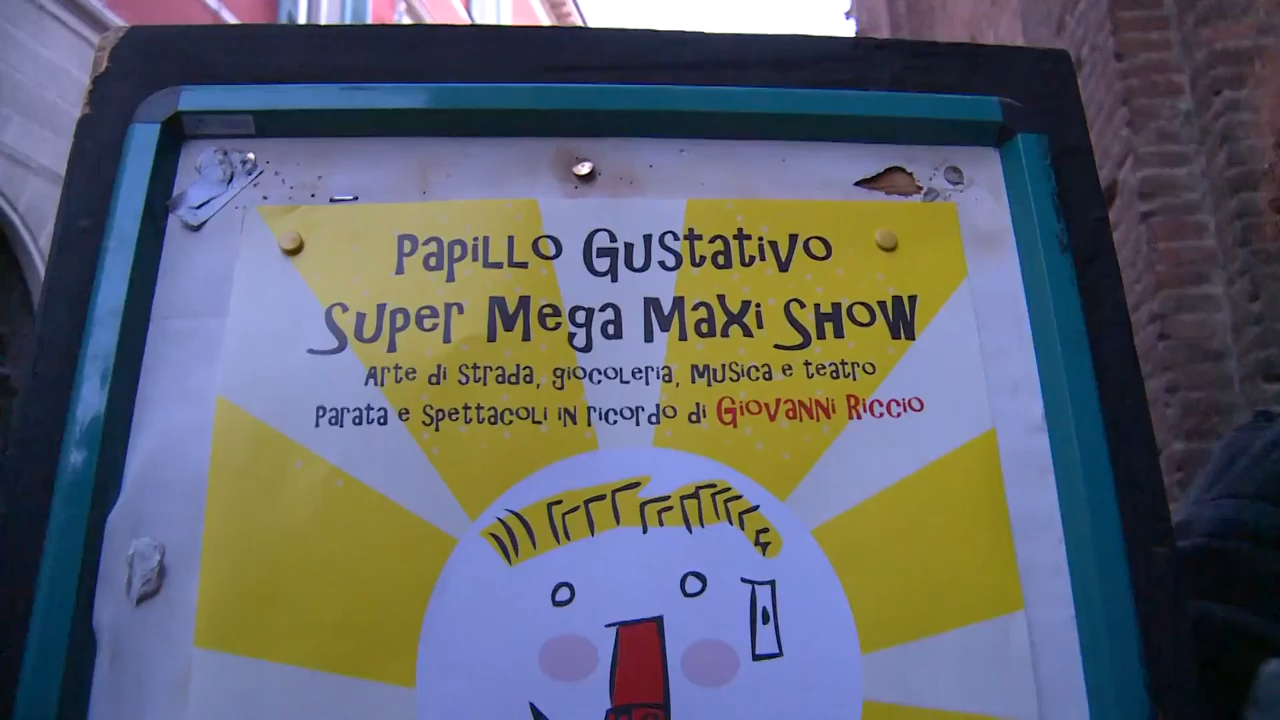 Papillo Gustativo
Super Mega Maxi Show
Arte di strada, giocoleria, musica e teatro
Parata e spettacoli in ricordo di Giovanni Riccio